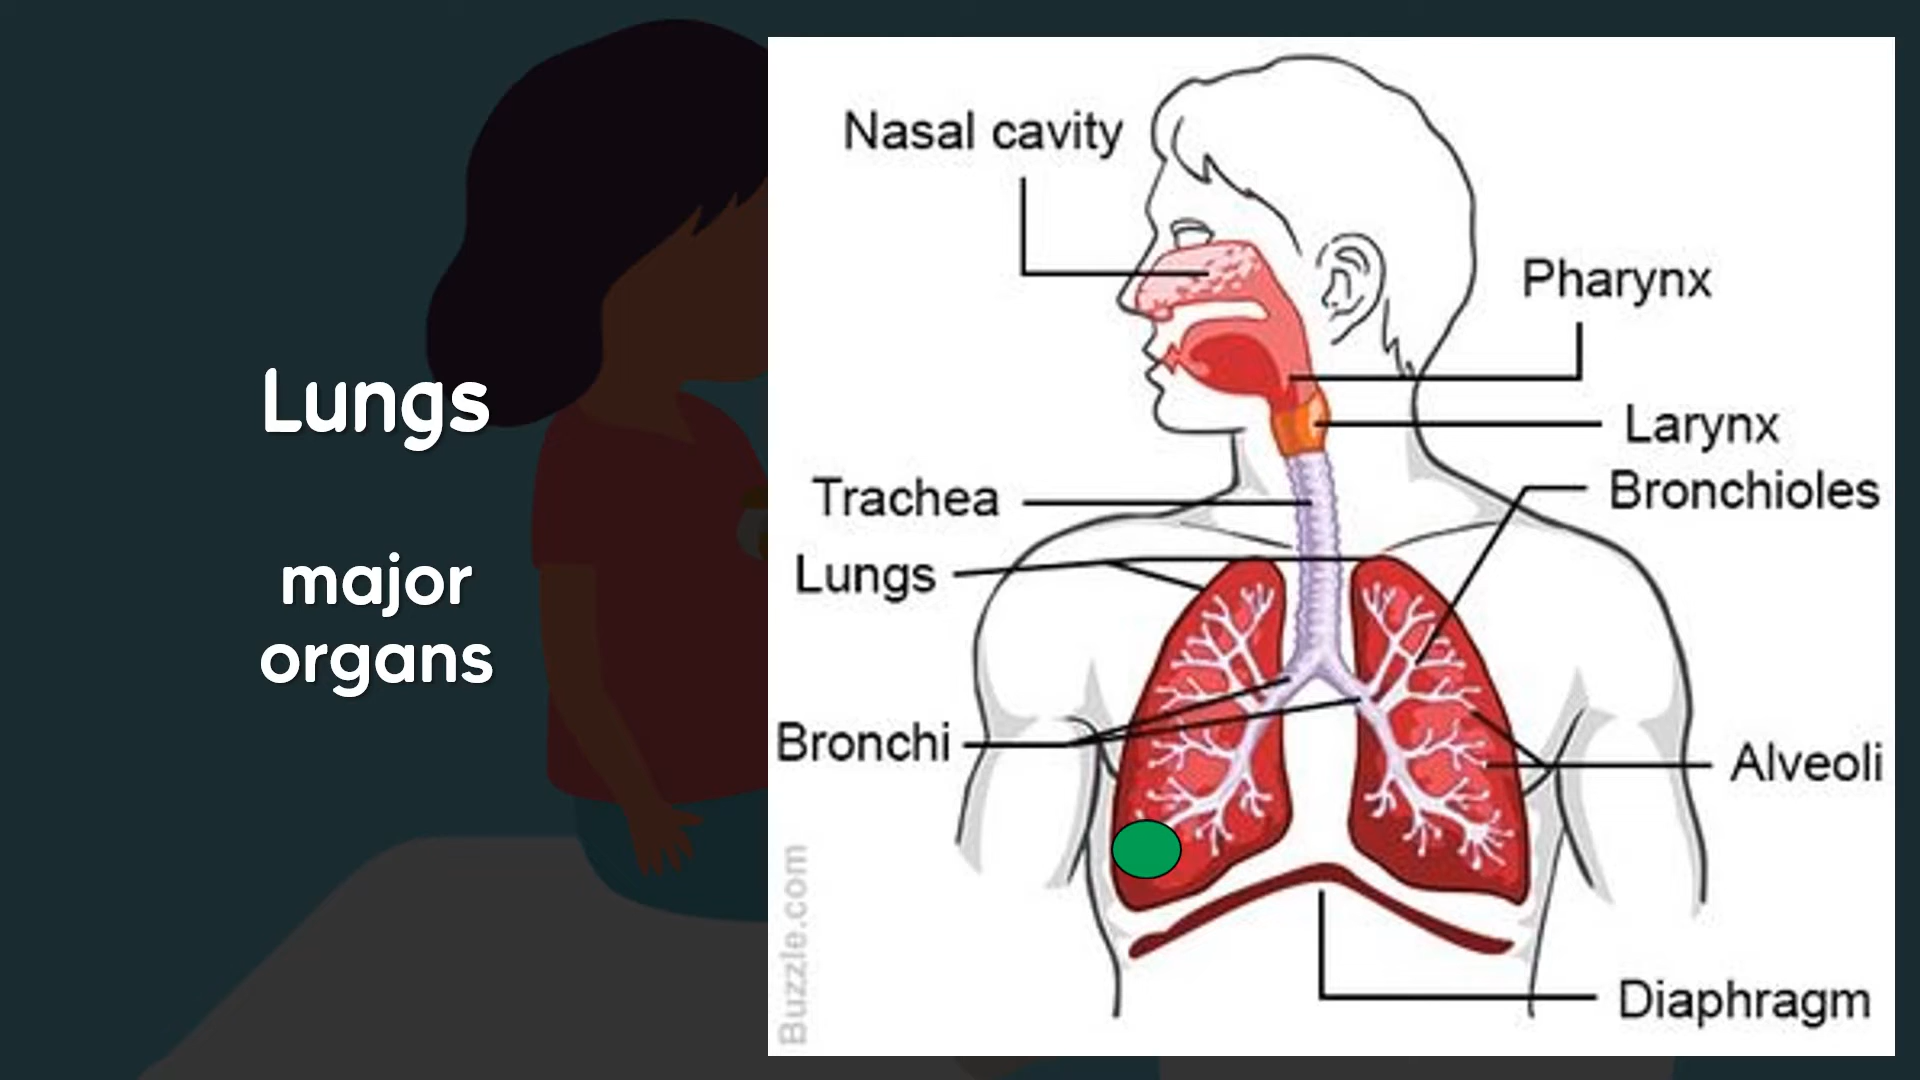 Lungs
major
organs
Nasal cavity
Pharynx
Larynx
Bronchioles
Trachea
Lungs
Bronchi
Alveoli
Diaphragm
Buzzle.com